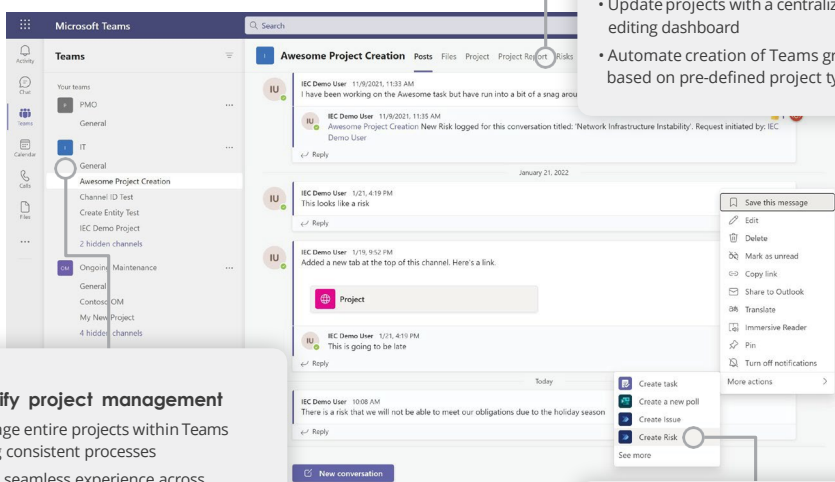 Microsoft Teams
Search
• Update projects with a centraliz
editing dashboard
• Automate creation of Teams gr
based on pre-defined project ty
Activity
Chat
Teams
Calendar
Calls
Files
Teams
Your teams
PMO
General
IT
General
Awesome Project Creation
Channel ID Test
Create Entity Test
IEC Demo Project
2 hidden channels
OM Ongoing Maintenance
General
Contoso OM
My New Project
4 hidden channels
Awesome Project Creation Posts Files Project Project Report Risks
IU IEC Demo User 11/9/2021, 11:33 AM
I have been working on the Awesome task but have run into a bit of a snag arou
IU IEC Demo User 11/9/2021, 11:35 AM
Awesome Project Creation New Risk logged for this conversation titled: 'Network Infrastructure Instability'. Request initiated by: IEC
Demo User
Reply
January 21, 2022
IU IEC Demo User 1/21, 4:19 PM
This looks like a risk
Reply
IU IEC Demo User 1/19, 9:52 PM
Added a new tab at the top of this channel. Here's a link.
Project
IU IEC Demo User 1/21, 4:19 PM
This is going to be late
Reply
Today
IEC Demo User 10:08 AM
There is a risk that we will not be able to meet our obligations due to the holiday season
Reply
New conversation
Save this message
Edit
Delete
Mark as unread
Copy link
Share to Outlook
Translate
Immersive Reader
Pin
Turn off notifications
More actions
Create task
Create a new poll
Create Issue
Create Risk
See more
ify project management
age entire projects within Teams
g consistent processes
seamless experience across